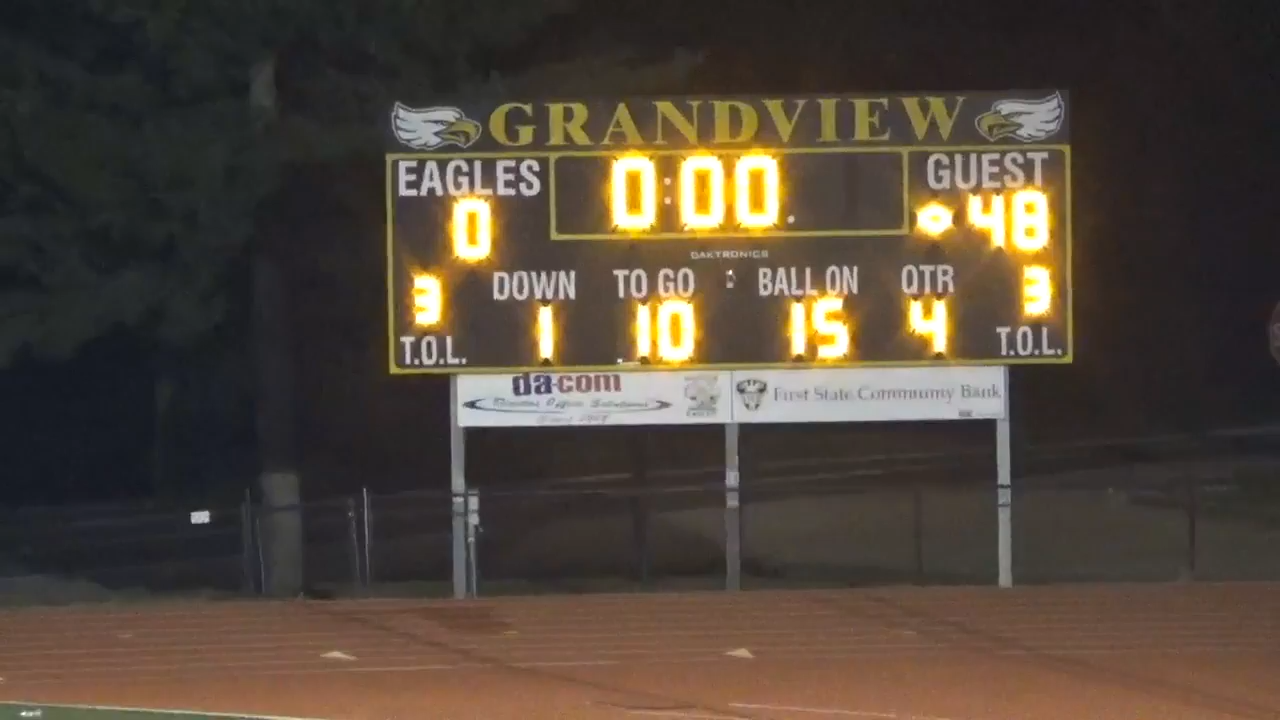 GRANDVIEW
EAGLES 0:00 GUEST
0 48
DAKTRONICS
DOWN TO GO BALL ON QTR
3 1 10 15 4 3
T.O.L. T.O.L.
da-com
First State Community Bank